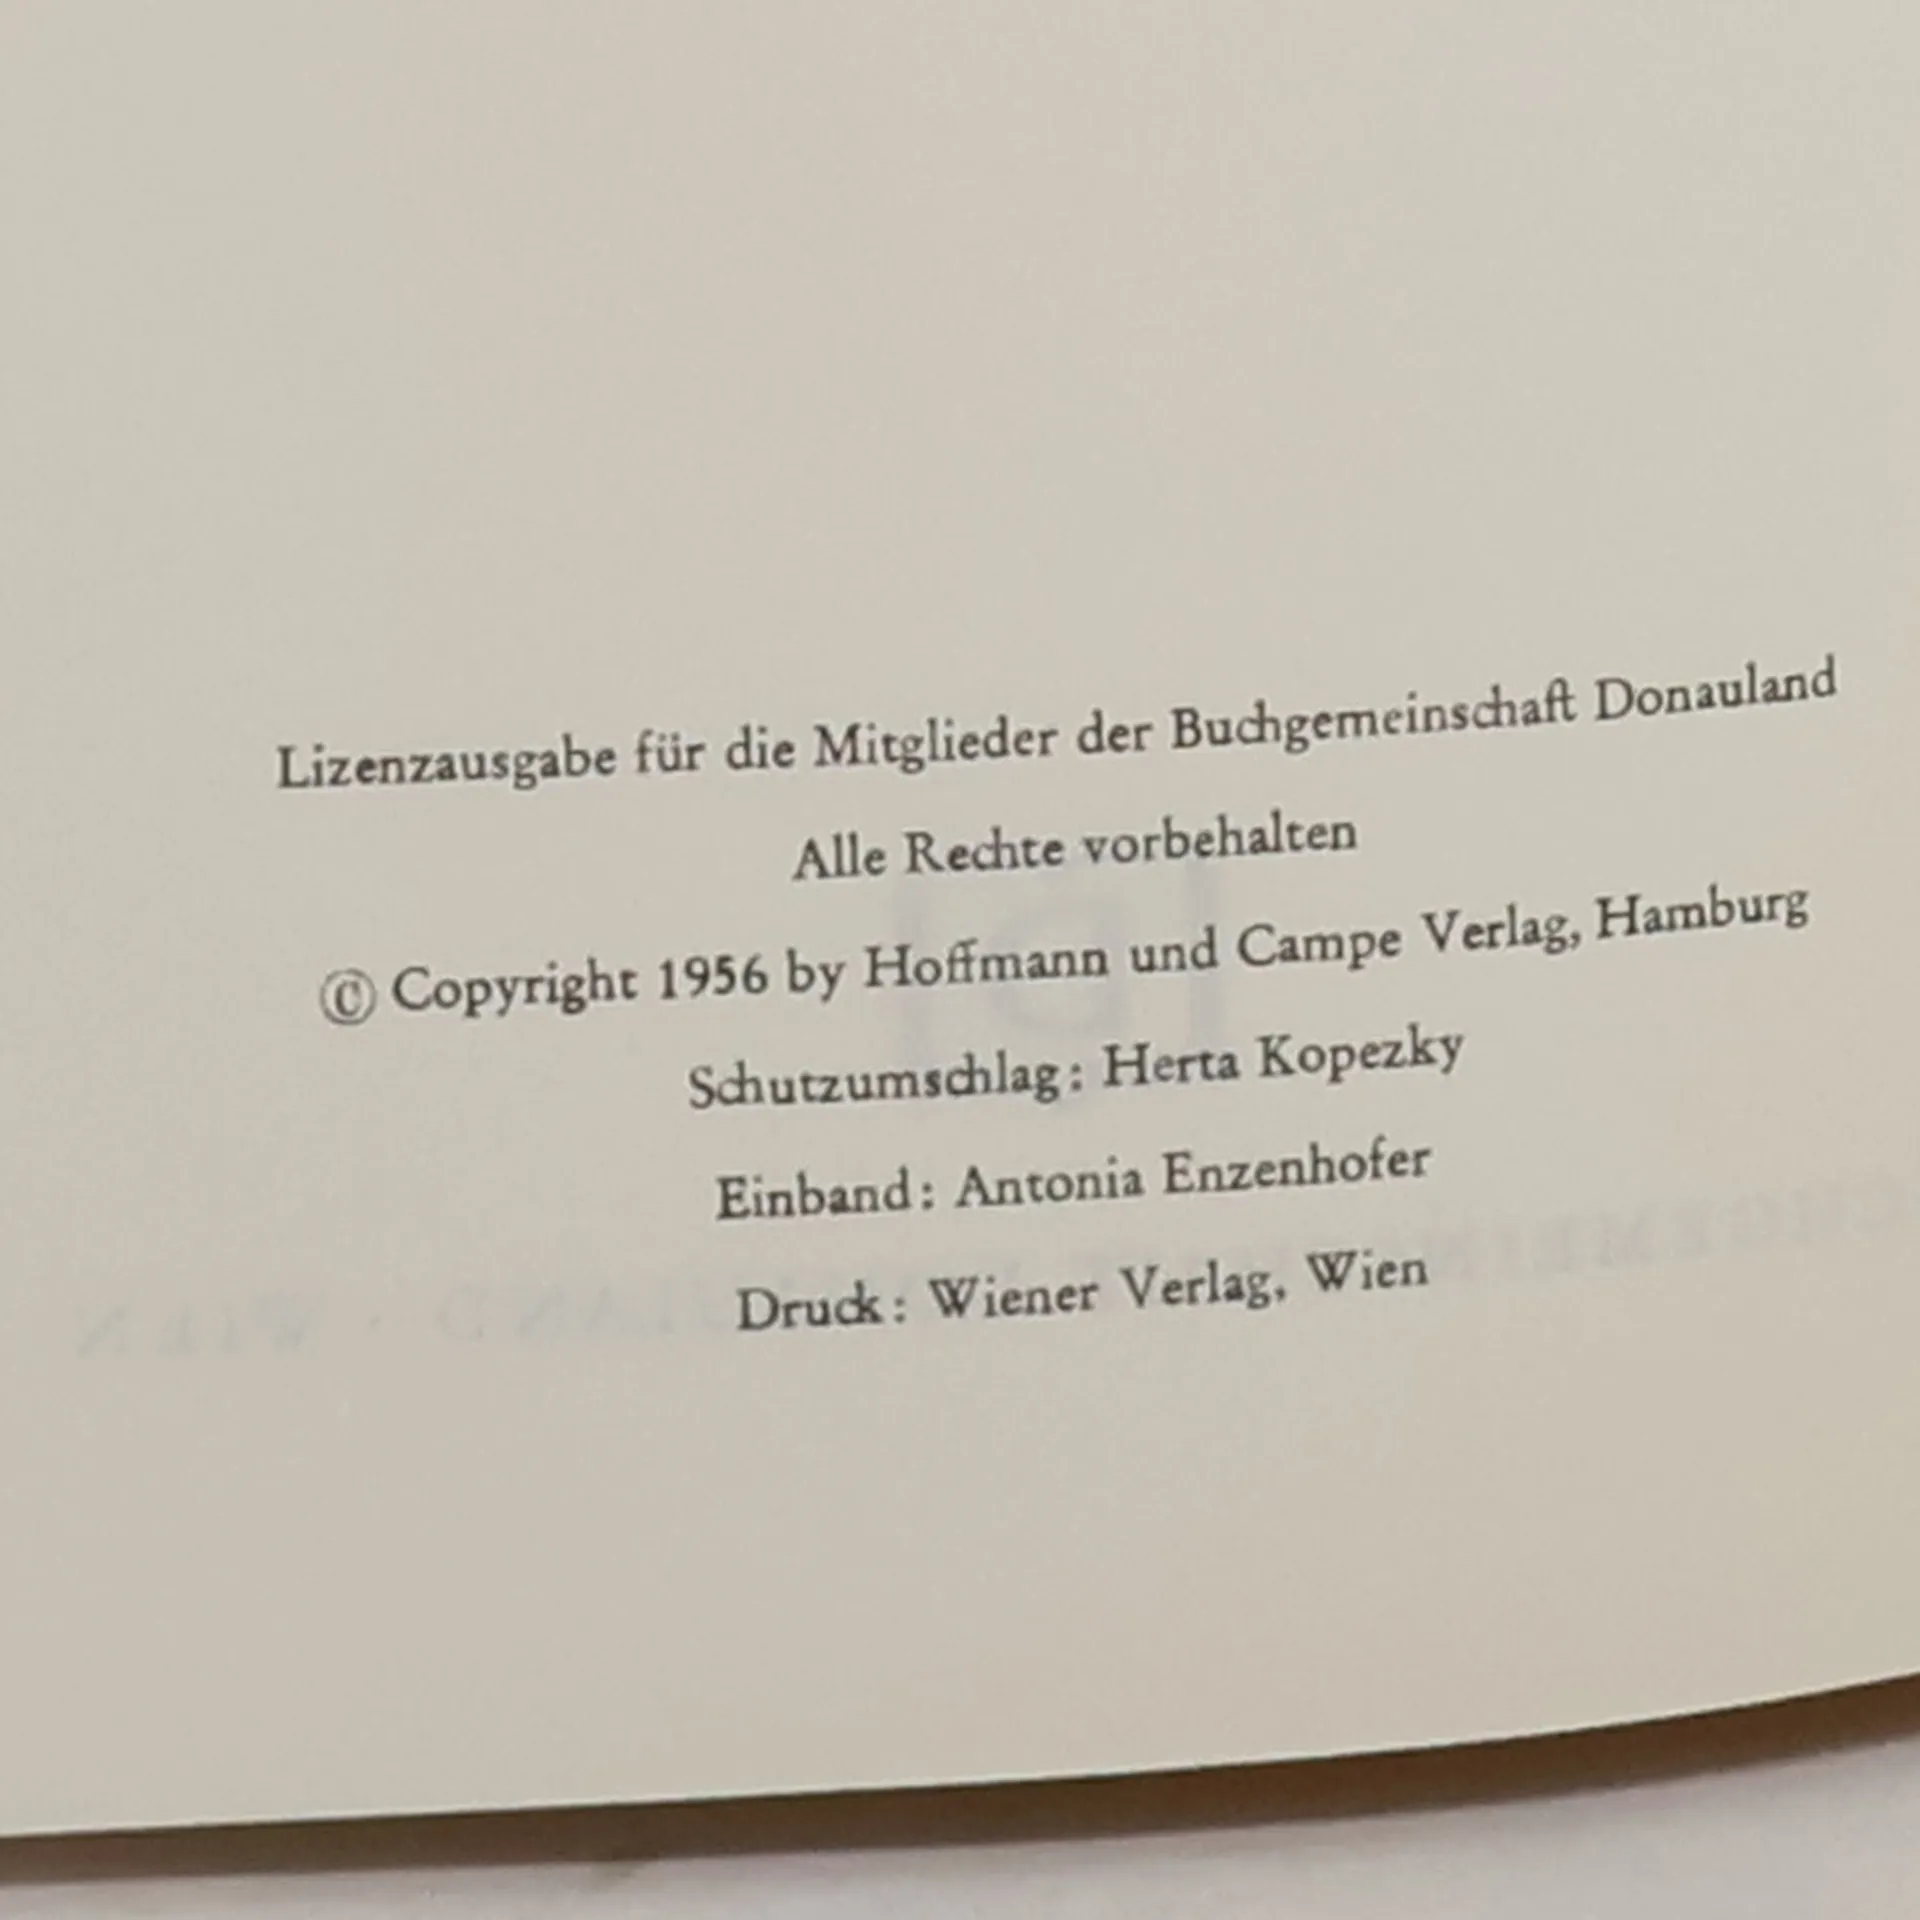 Lizenzausgabe für die Mitglieder der Buchgemeinschaft Donauland
Alle Rechte vorbehalten
© Copyright 1956 by Hoffmann und Campe Verlag, Hamburg
Schutzumschlag: Herta Kopezky
Einband: Antonia Enzenhofer
Druck: Wiener Verlag, Wien